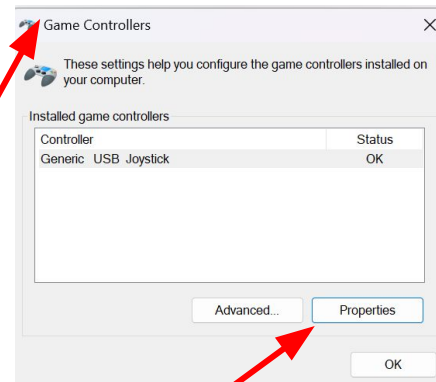 Game Controllers
These settings help you configure the game controllers installed on
your computer.
Installed game controllers
Controller Status
Generic USB Joystick OK
Advanced... Properties
OK